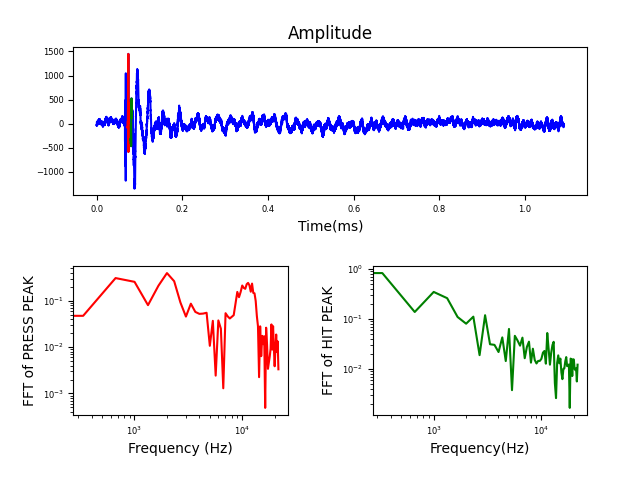 Amplitude
1500
1000
500
0
−500
−1000
0.0 0.2 0.4 0.6 0.8 1.0
Time(ms)
FFT of PRESS PEAK
10⁻¹
10⁻²
10⁻³
10³ 10⁴
Frequency (Hz)
FFT of HIT PEAK
10⁰
10⁻¹
10⁻²
10³ 10⁴
Frequency(Hz)